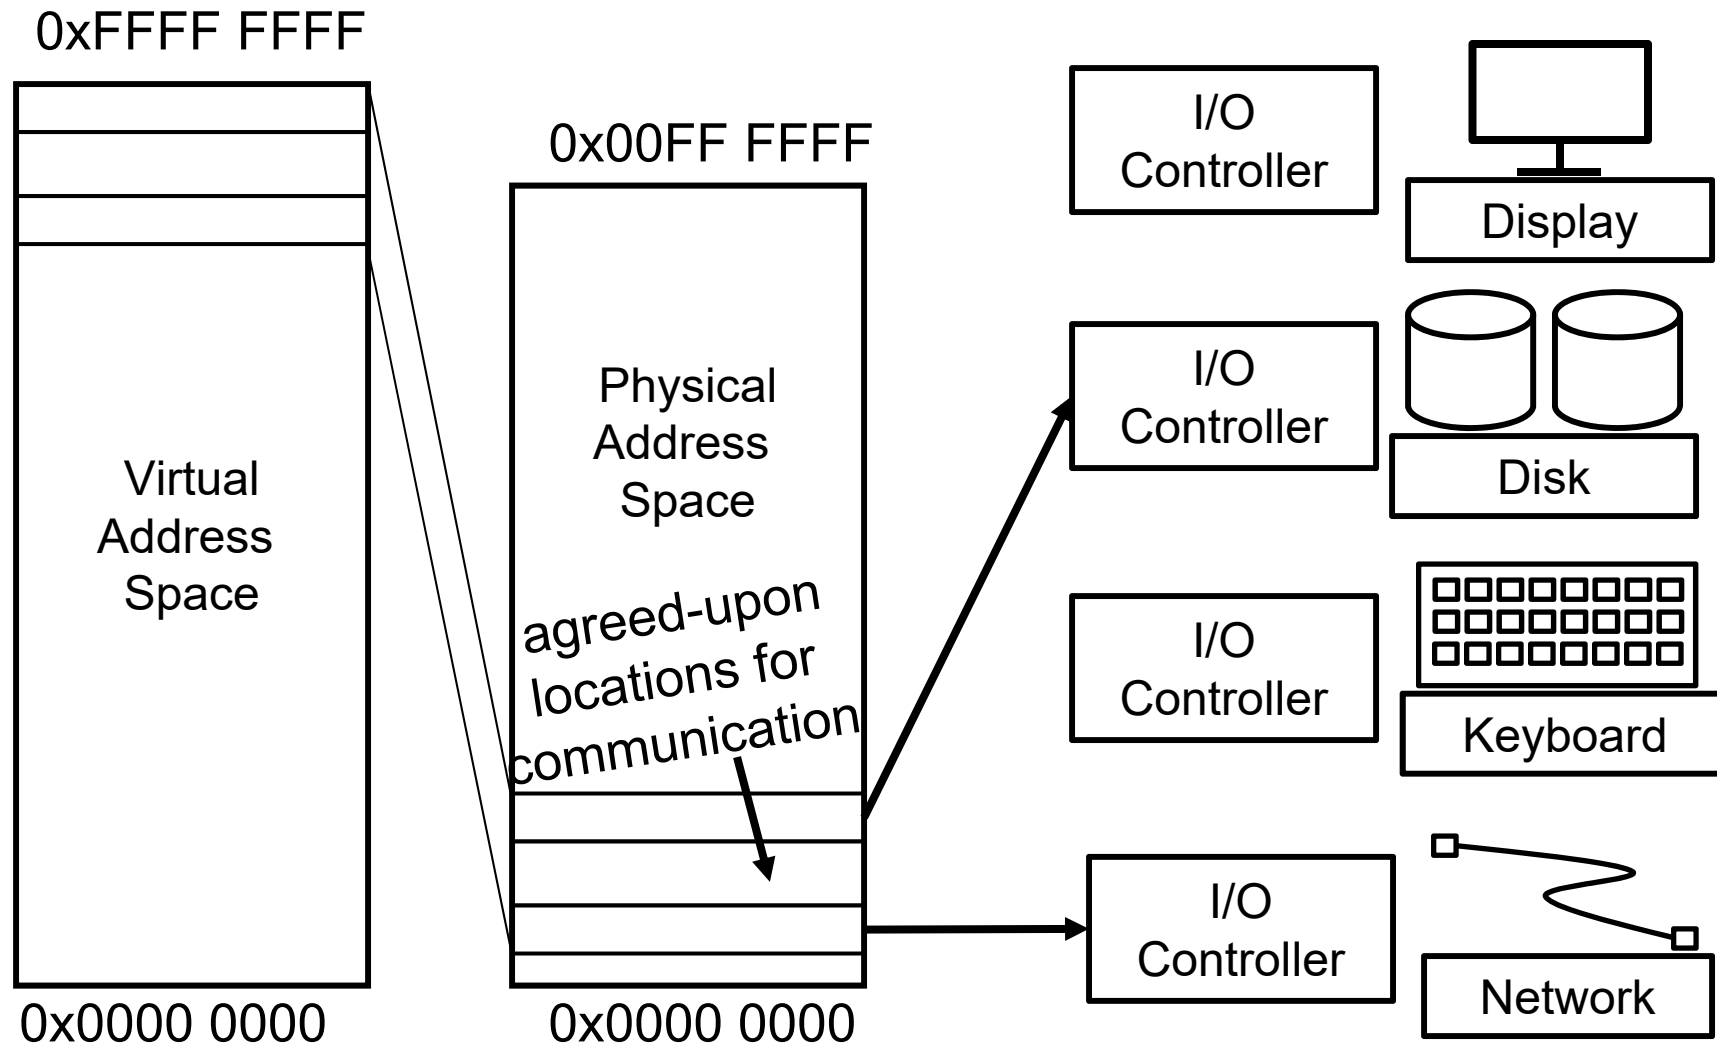 0xFFFF FFFF
Virtual
Address
Space
0x0000 0000
0x00FF FFFF
Physical
Address
Space
agreed-upon
locations for
communication
0x0000 0000
I/O
Controller
Display
I/O
Controller
Disk
I/O
Controller
Keyboard
I/O
Controller
Network